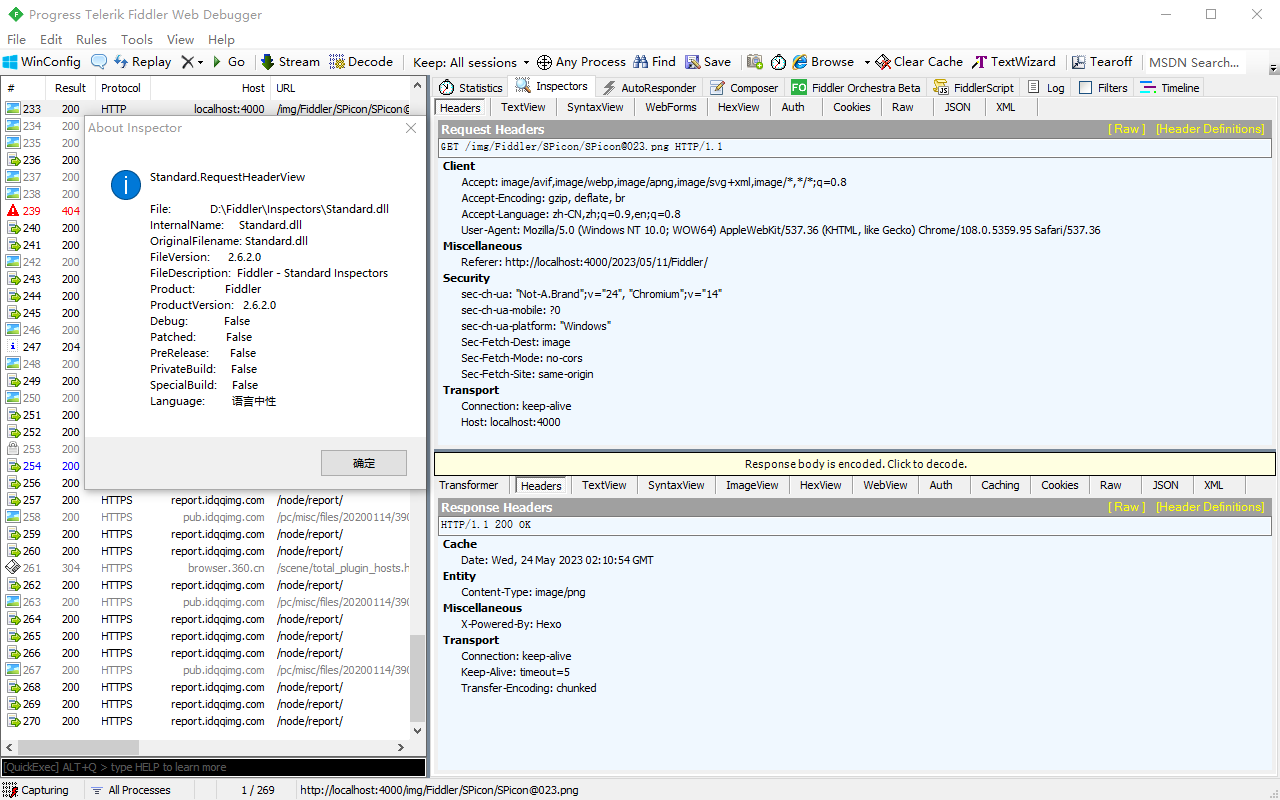 Progress Telerik Fiddler Web Debugger
File Edit Rules Tools View Help
WinConfig Replay Go Stream Decode Keep: All sessions Any Process Find Save Browse Clear Cache TextWizard Tearoff MSDN Search...
# Result Protocol Host URL
233 200 HTTP localhost:4000 /img/Fiddler/SPicon/SPicon@
234 200
235 200
236 200
237 200
238 200
239 404
240 200
241 200
242 200
243 200
244 200
245 200
246 200
247 204
248 200
249 200
250 200
251 200
252 200
253 200
254 200
256 200
257 200 HTTPS report.idqqimg.com /node/report/
258 200 HTTPS pub.idqqimg.com /pc/misc/files/20200114/390
259 200 HTTPS report.idqqimg.com /node/report/
260 200 HTTPS report.idqqimg.com /node/report/
261 304 HTTPS browser.360.cn /scene/total_plugin_hosts.h
262 200 HTTPS report.idqqimg.com /node/report/
263 200 HTTPS pub.idqqimg.com /pc/misc/files/20200114/390
264 200 HTTPS report.idqqimg.com /node/report/
265 200 HTTPS report.idqqimg.com /node/report/
266 200 HTTPS report.idqqimg.com /node/report/
267 200 HTTPS pub.idqqimg.com /pc/misc/files/20200114/390
268 200 HTTPS report.idqqimg.com /node/report/
269 200 HTTPS report.idqqimg.com /node/report/
270 200 HTTPS report.idqqimg.com /node/report/
[QuickExec] ALT+Q > type HELP to learn more
About Inspector
Standard.RequestHeaderView
File: D:\Fiddler\Inspectors\Standard.dll
InternalName: Standard.dll
OriginalFilename: Standard.dll
FileVersion: 2.6.2.0
FileDescription: Fiddler - Standard Inspectors
Product: Fiddler
ProductVersion: 2.6.2.0
Debug: False
Patched: False
PreRelease: False
PrivateBuild: False
SpecialBuild: False
Language: 语言中性
确定
Statistics Inspectors AutoResponder Composer FO Fiddler Orchestra Beta FiddlerScript Log Filters Timeline
Headers TextView SyntaxView WebForms HexView Auth Cookies Raw JSON XML
Request Headers [ Raw ] [Header Definitions]
GET /img/Fiddler/SPicon/SPicon@023.png HTTP/1.1
Client
Accept: image/avif,image/webp,image/apng,image/svg+xml,image/*,*/*;q=0.8
Accept-Encoding: gzip, deflate, br
Accept-Language: zh-CN,zh;q=0.9,en;q=0.8
User-Agent: Mozilla/5.0 (Windows NT 10.0; WOW64) AppleWebKit/537.36 (KHTML, like Gecko) Chrome/108.0.5359.95 Safari/537.36
Miscellaneous
Referer: http://localhost:4000/2023/05/11/Fiddler/
Security
sec-ch-ua: "Not-A.Brand";v="24", "Chromium";v="14"
sec-ch-ua-mobile: ?0
sec-ch-ua-platform: "Windows"
Sec-Fetch-Dest: image
Sec-Fetch-Mode: no-cors
Sec-Fetch-Site: same-origin
Transport
Connection: keep-alive
Host: localhost:4000
Response body is encoded. Click to decode.
Transformer Headers TextView SyntaxView ImageView HexView WebView Auth Caching Cookies Raw JSON XML
Response Headers [ Raw ] [Header Definitions]
HTTP/1.1 200 OK
Cache
Date: Wed, 24 May 2023 02:10:54 GMT
Entity
Content-Type: image/png
Miscellaneous
X-Powered-By: Hexo
Transport
Connection: keep-alive
Keep-Alive: timeout=5
Transfer-Encoding: chunked
Capturing All Processes 1 / 269 http://localhost:4000/img/Fiddler/SPicon/SPicon@023.png